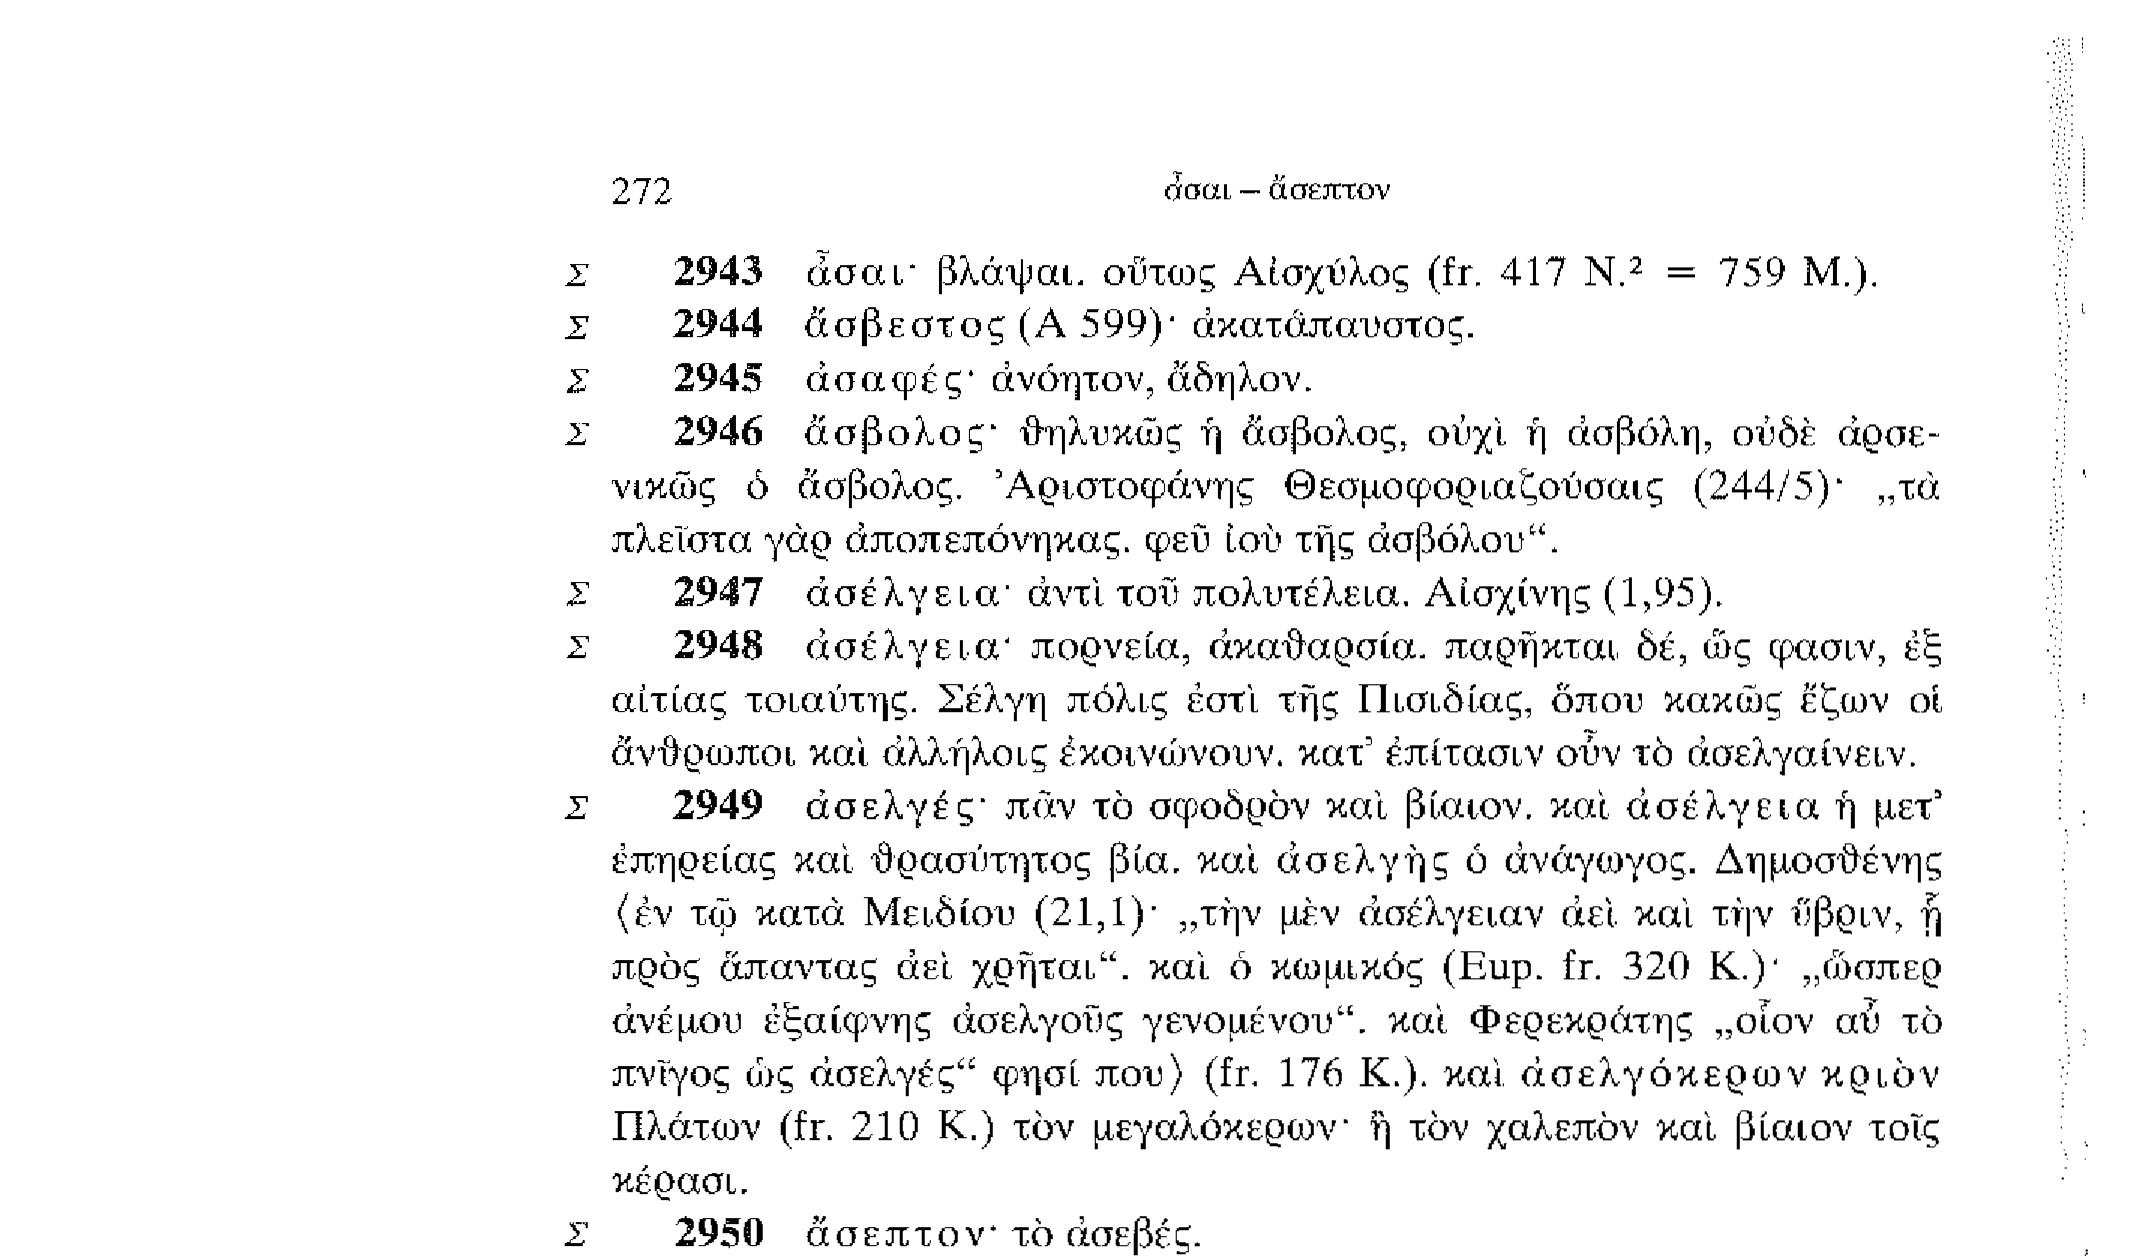 272 ἆσαι – ἄσεπτον
Σ 2943 ἆσαι· βλάψαι. οὕτως Αἰσχύλος (fr. 417 N.² = 759 M.).
Σ 2944 ἄσβεστος (Α 599)· ἀκατάπαυστος.
Σ 2945 ἀσαφές· ἀνόητον, ἄδηλον.
Σ 2946 ἄσβολος· θηλυκῶς ἡ ἄσβολος, οὐχὶ ἡ ἀσβόλη, οὐδὲ ἀρσε-
νικῶς ὁ ἄσβολος. Ἀριστοφάνης Θεσμοφοριαζούσαις (244/5)· „τὰ
πλεῖστα γὰρ ἀποπεπόνηκας. φεῦ ἰοὺ τῆς ἀσβόλου“.
Σ 2947 ἀσέλγεια· ἀντὶ τοῦ πολυτέλεια. Αἰσχίνης (1,95).
Σ 2948 ἀσέλγεια· πορνεία, ἀκαθαρσία. παρῆκται δέ, ὥς φασιν, ἐξ
αἰτίας τοιαύτης. Σέλγη πόλις ἐστὶ τῆς Πισιδίας, ὅπου κακῶς ἔζων οἱ
ἄνθρωποι καὶ ἀλλήλοις ἐκοινώνουν. κατ’ ἐπίτασιν οὖν τὸ ἀσελγαίνειν.
Σ 2949 ἀσελγές· πᾶν τὸ σφοδρὸν καὶ βίαιον. καὶ ἀσέλγεια ἡ μετ’
ἐπηρείας καὶ θρασύτητος βία. καὶ ἀσελγὴς ὁ ἀνάγωγος. Δημοσθένης
⟨ἐν τῷ κατὰ Μειδίου (21,1)· „τὴν μὲν ἀσέλγειαν ἀεὶ καὶ τὴν ὕβριν, ᾗ
πρὸς ἅπαντας ἀεὶ χρῆται“. καὶ ὁ κωμικός (Eup. fr. 320 K.)· „ὥσπερ
ἀνέμου ἐξαίφνης ἀσελγοῦς γενομένου“. καὶ Φερεκράτης „οἷον αὖ τὸ
πνῖγος ὡς ἀσελγές“ φησί που⟩ (fr. 176 K.). καὶ ἀσελγόκερων κριὸν
Πλάτων (fr. 210 K.) τὸν μεγαλόκερων· ἢ τὸν χαλεπὸν καὶ βίαιον τοῖς
κέρασι.
Σ 2950 ἄσεπτον· τὸ ἀσεβές.